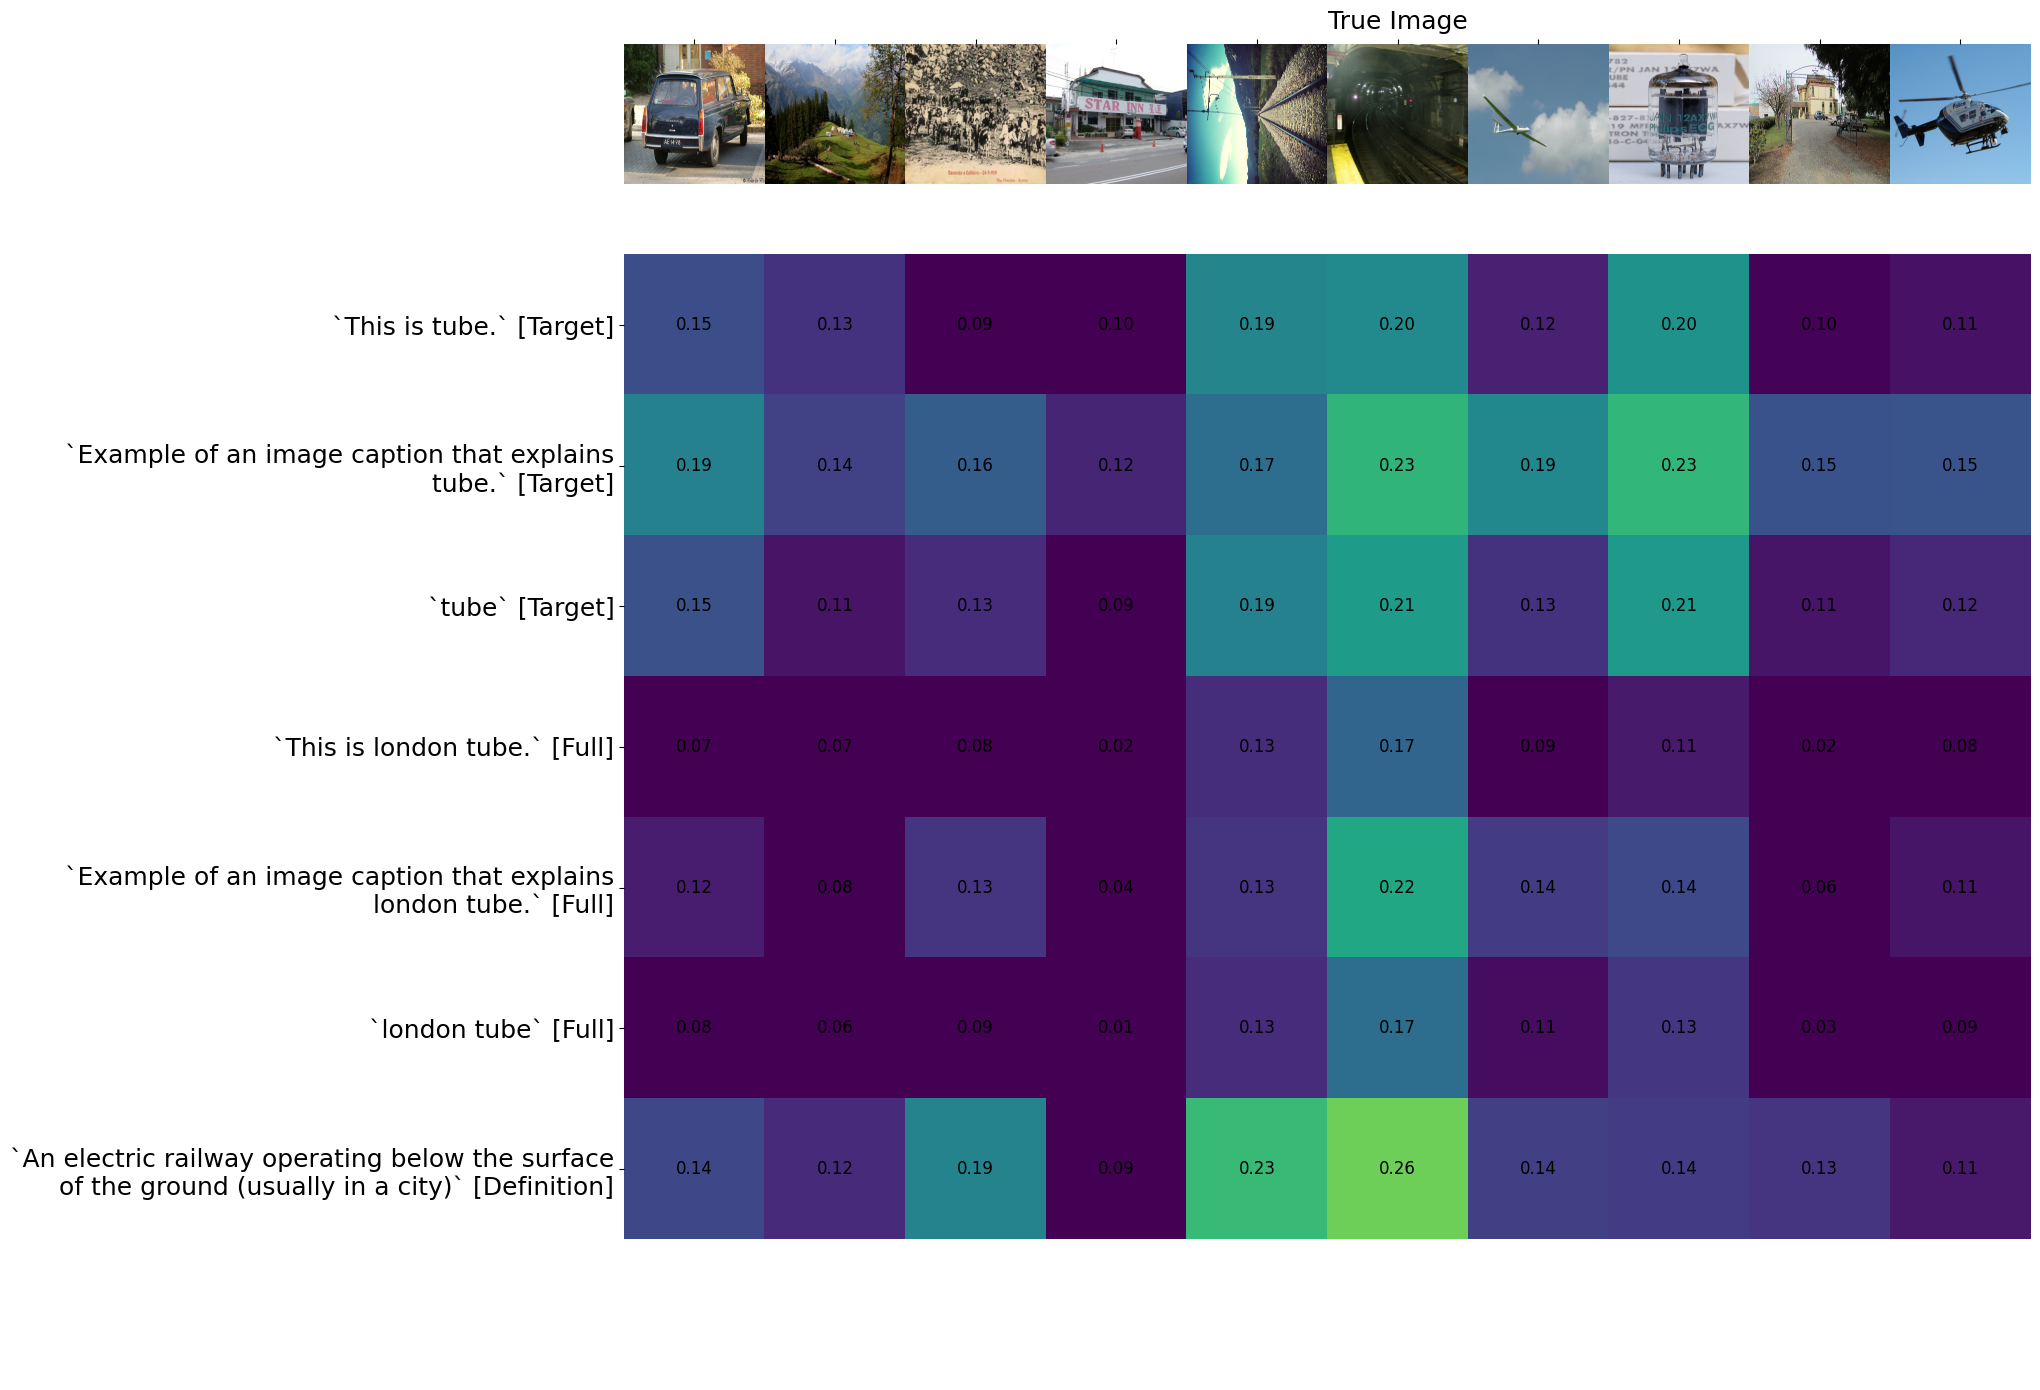 True Image
AE-14-98
STAR INN
`This is tube.` [Target]
0.15 0.13 0.09 0.10 0.19 0.20 0.12 0.20 0.10 0.11
`Example of an image caption that explains
tube.` [Target]
0.19 0.14 0.16 0.12 0.17 0.23 0.19 0.23 0.15 0.15
`tube` [Target]
0.15 0.11 0.13 0.09 0.19 0.21 0.13 0.21 0.11 0.12
`This is london tube.` [Full]
0.07 0.07 0.08 0.02 0.13 0.17 0.09 0.11 0.02 0.08
`Example of an image caption that explains
london tube.` [Full]
0.12 0.08 0.13 0.04 0.13 0.22 0.14 0.14 0.06 0.11
`london tube` [Full]
0.08 0.06 0.09 0.01 0.13 0.17 0.11 0.13 0.03 0.09
`An electric railway operating below the surface
of the ground (usually in a city)` [Definition]
0.14 0.12 0.19 0.09 0.23 0.26 0.14 0.14 0.13 0.11